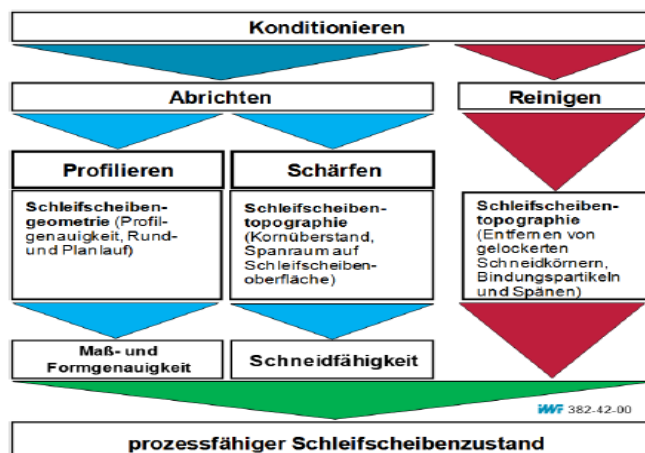 Konditionieren
Abrichten
Reinigen
Profilieren
Schärfen
Schleifscheiben-
geometrie (Profil-
genauigkeit, Rund-
und Planlauf)
Schleifscheiben-
topographie
(Kornüberstand,
Spanraum auf
Schleifscheiben-
oberfläche)
Schleifscheiben-
topographie
(Entfernen von
gelockerten
Schneidkörnern,
Bindungspartikeln
und Spänen)
Maß- und
Formgenauigkeit
Schneidfähigkeit
IWF 382-42-00
prozessfähiger Schleifscheibenzustand